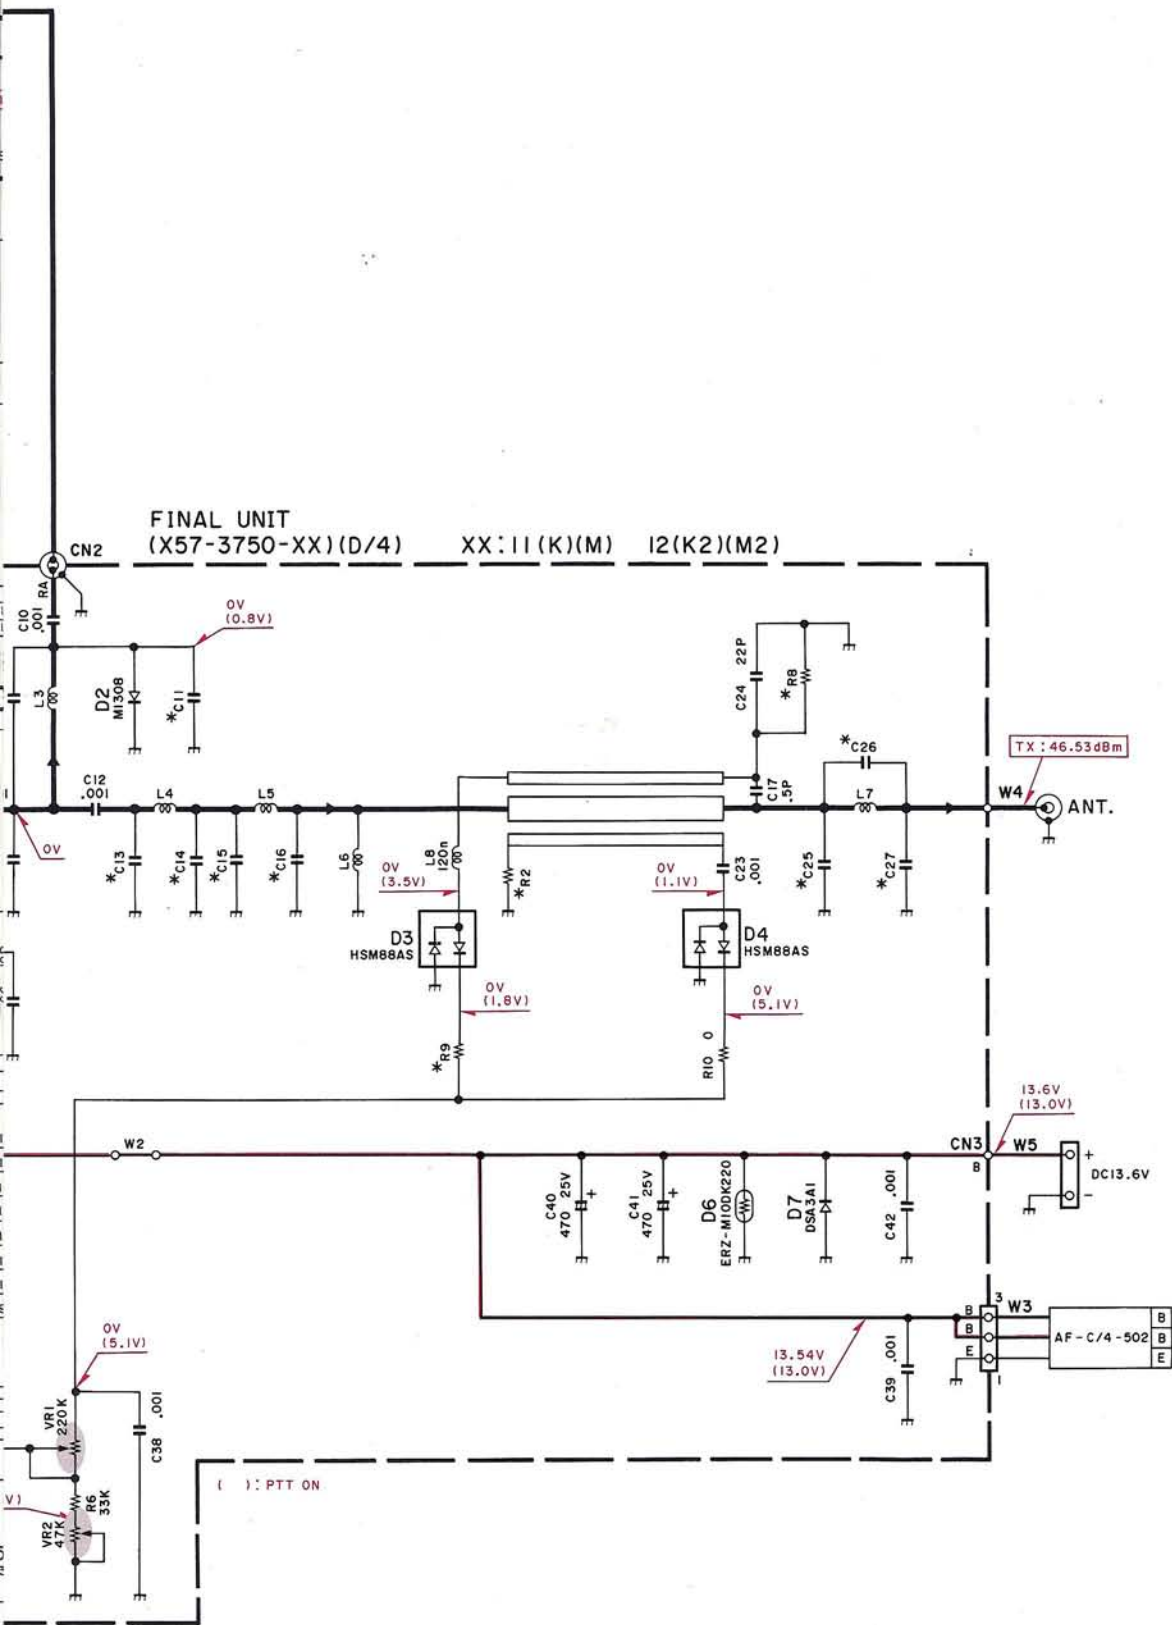 FINAL UNIT
(X57-3750-XX)(D/4) XX:11(K)(M) 12(K2)(M2)
CN2
RA
C10
.001
0V
(0.8V)
L3
D2
MI308
*C11
C24 22P
*R8
*C26
TX : 46.53dBm
C12
.001
L4
L5
C17
.5P
L7
W4
ANT.
0V
*C13
*C14
*C15
*C16
L6
0V
(3.5V)
L8
120n
*R2
0V
(1.1V)
C23
.001
*C25
*C27
D3
HSM88AS
D4
HSM88AS
0V
(1.8V)
0V
(5.1V)
*R9
R10 0
13.6V
(13.0V)
W2
CN3
B
W5
+
-
DC13.6V
C40
470 25V
+
C41
470 25V
+
D6
ERZ-M10DK220
D7
DSA3A1
C42 .001
3
B
B
E
1
W3
AF-C/4-502
B
B
E
13.54V
(13.0V)
C39 .001
0V
(5.1V)
VR1
220K
C38 .001
R6
33K
V)
VR2
47K
( ): PTT ON